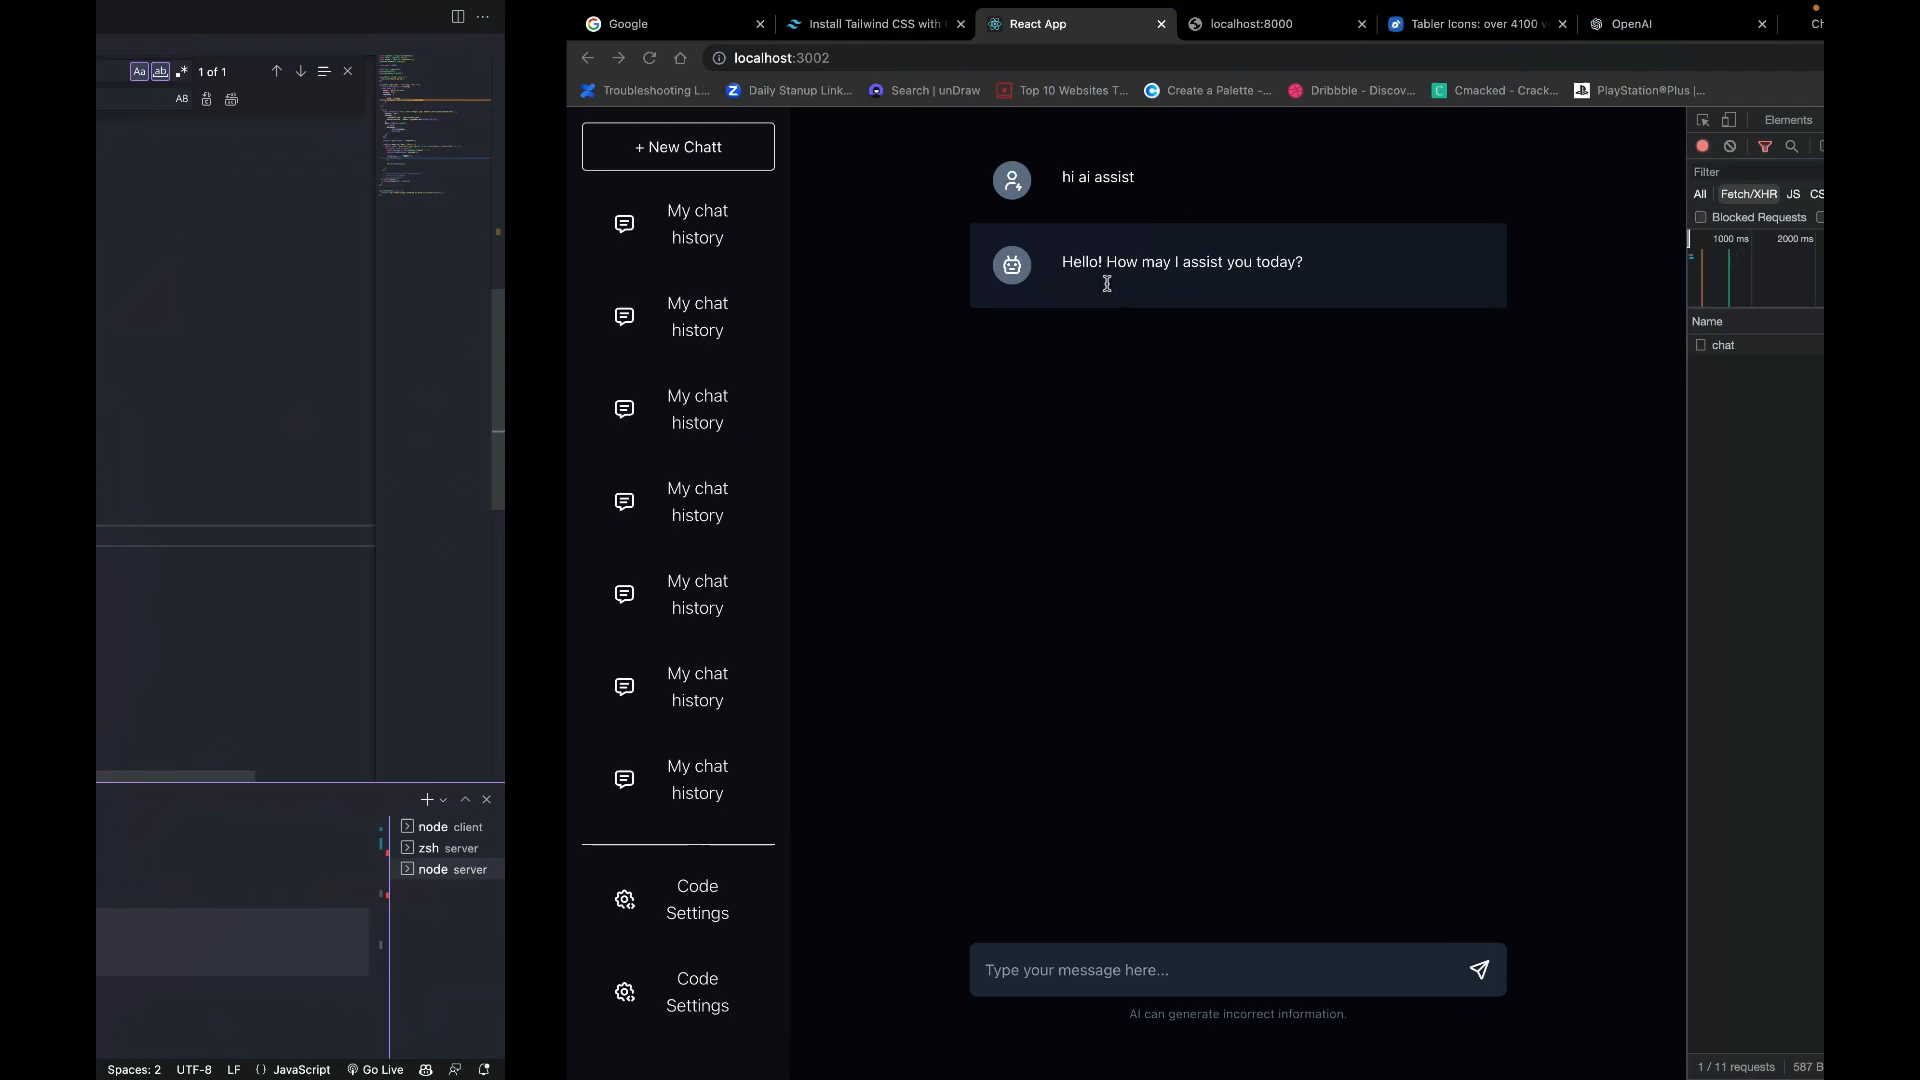 Aa ab 1 of 1
AB
node client
zsh server
node server
Spaces: 2 UTF-8 LF {} JavaScript Go Live
Google Install Tailwind CSS with React App localhost:8000 Tabler Icons: over 4100 OpenAI
localhost:3002
Troubleshooting L... Daily Stanup Link... Search | unDraw Top 10 Websites T... Create a Palette -... Dribbble - Discov... Cmacked - Crack... PlayStation®Plus |...
+ New Chatt
My chat
history
My chat
history
My chat
history
My chat
history
My chat
history
My chat
history
My chat
history
Code
Settings
Code
Settings
hi ai assist
Hello! How may I assist you today?
Type your message here...
AI can generate incorrect information.
Elements
Filter
All Fetch/XHR JS CS
Blocked Requests
1000 ms 2000 ms
Name
chat
1 / 11 requests 587 B